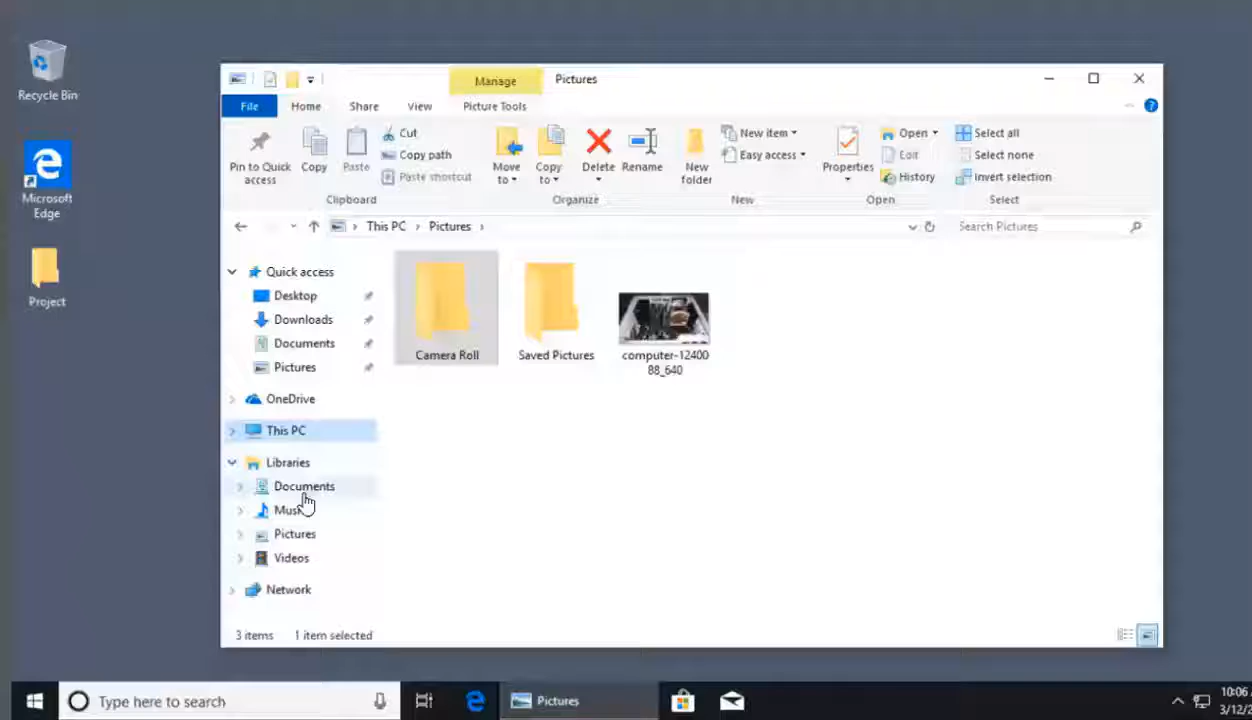 Recycle Bin
Microsoft
Edge
Project
Manage
Pictures
File
Home
Share
View
Picture Tools
Pin to Quick
access
Copy
Paste
Cut
Copy path
Paste shortcut
Clipboard
Move
to
Copy
to
Delete
Rename
Organize
New
folder
New item
Easy access
New
Properties
Open
Edit
History
Open
Select all
Select none
Invert selection
Select
This PC
Pictures
Search Pictures
Quick access
Desktop
Downloads
Documents
Pictures
OneDrive
This PC
Libraries
Documents
Pictures
Videos
Network
Camera Roll
Saved Pictures
computer-12400
88_640
3 items
1 item selected
Type here to search
Pictures
10:06